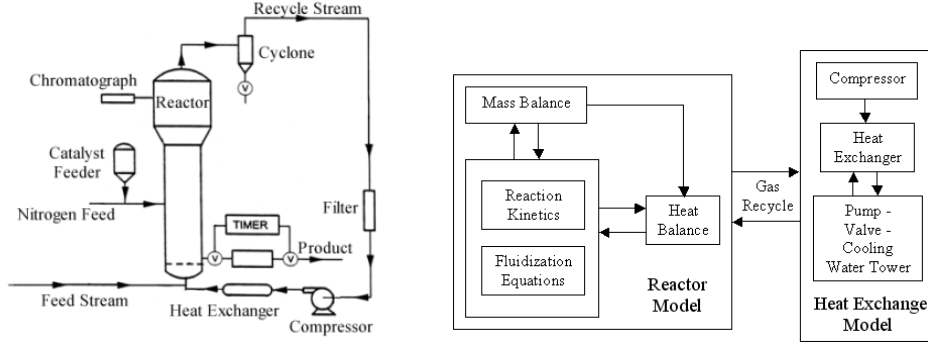 Recycle Stream
Cyclone
V
Chromatograph
Reactor
Catalyst
Feeder
Nitrogen Feed
Filter
TIMER
V
V
Product
Feed Stream
Heat Exchanger
Compressor
Mass Balance
Reaction
Kinetics
Fluidization
Equations
Heat
Balance
Reactor
Model
Gas
Recycle
Compressor
Heat
Exchanger
Pump -
Valve -
Cooling
Water Tower
Heat Exchange
Model